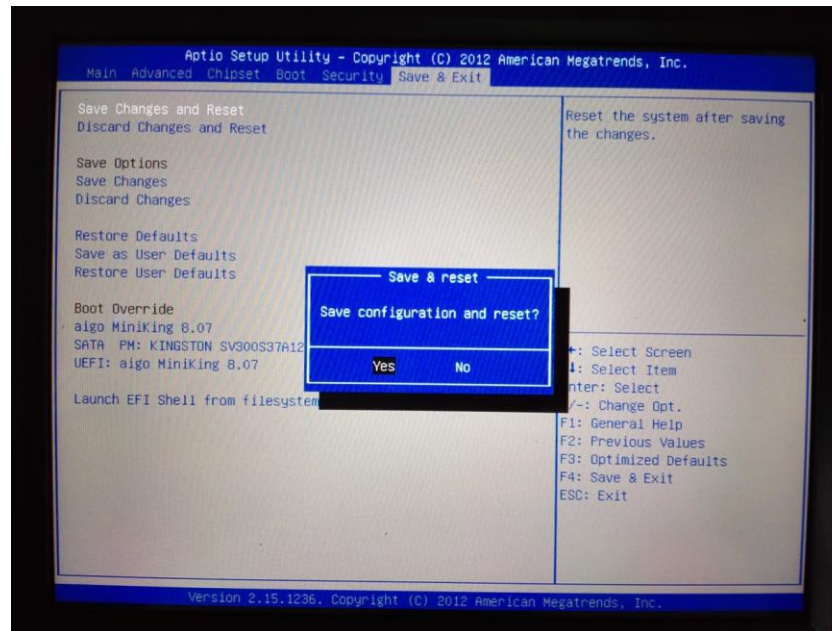 Aptio Setup Utility – Copyright (C) 2012 American Megatrends, Inc.
Main Advanced Chipset Boot Security Save & Exit
Save Changes and Reset
Discard Changes and Reset
Save Options
Save Changes
Discard Changes
Restore Defaults
Save as User Defaults
Restore User Defaults
Boot Override
aigo MiniKing 8.07
SATA PM: KINGSTON SV300S37A12
UEFI: aigo MiniKing 8.07
Launch EFI Shell from filesystem
Save & reset
Save configuration and reset?
Yes No
Reset the system after saving
the changes.
: Select Screen
: Select Item
nter: Select
/-: Change Opt.
F1: General Help
F2: Previous Values
F3: Optimized Defaults
F4: Save & Exit
ESC: Exit
Version 2.15.1236. Copyright (C) 2012 American Megatrends, Inc.